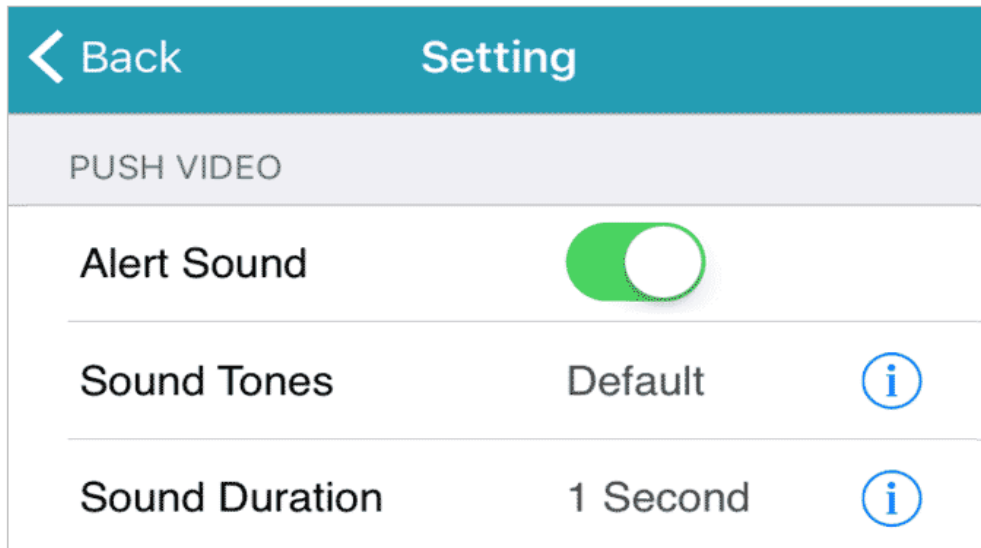 Back Setting
PUSH VIDEO
Alert Sound
Sound Tones Default i
Sound Duration 1 Second i